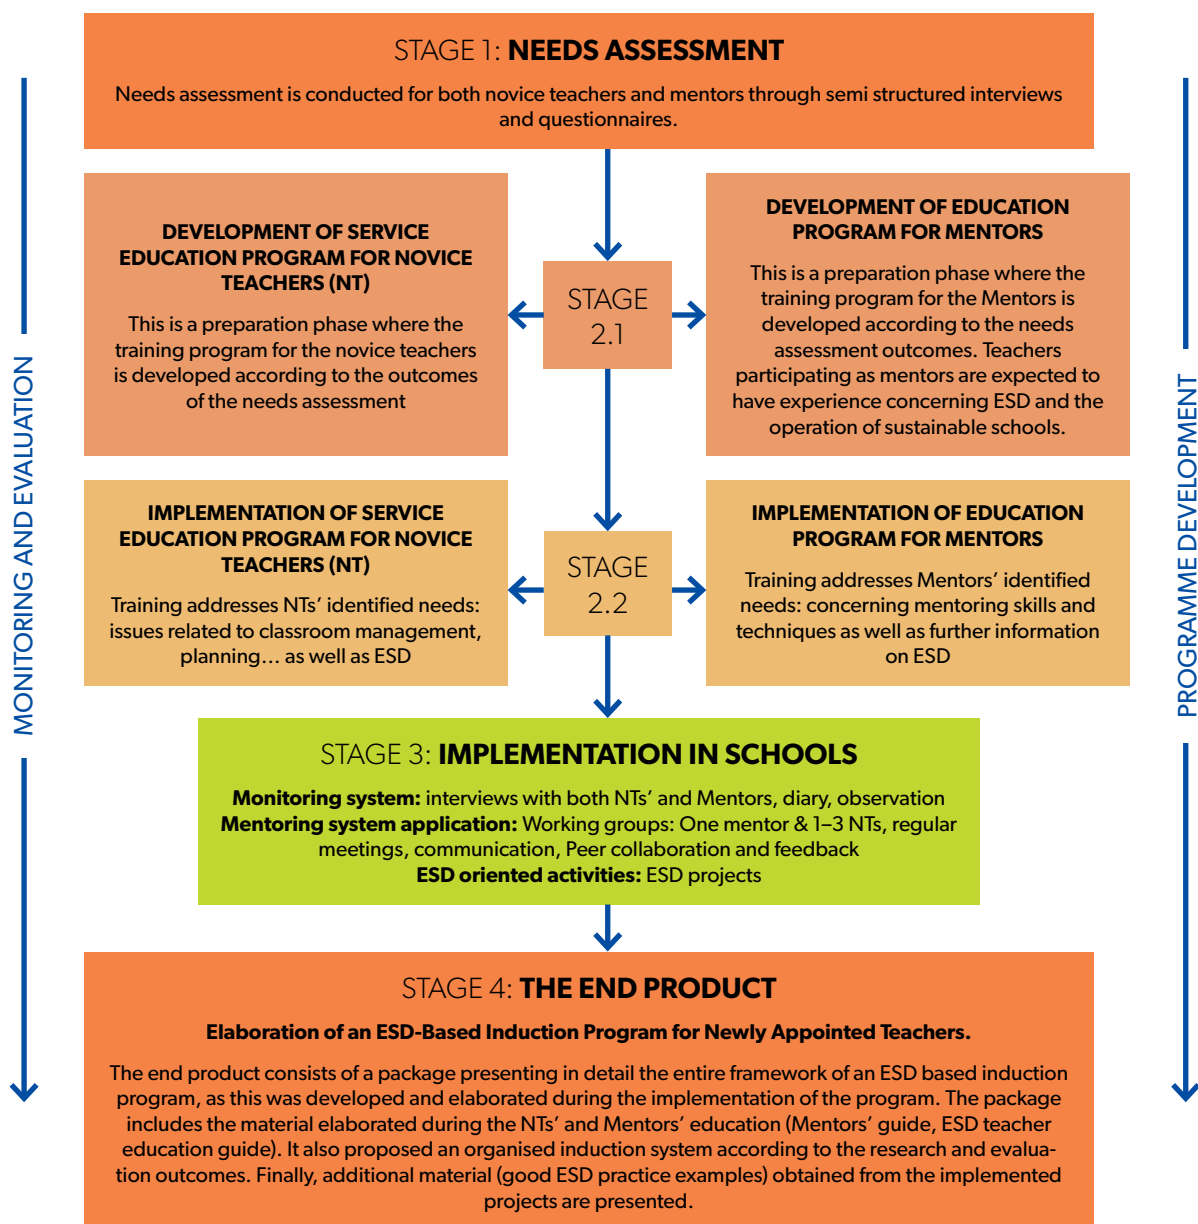 STAGE 1: NEEDS ASSESSMENT
Needs assessment is conducted for both novice teachers and mentors through semi structured interviews
and questionnaires.
MONITORING AND EVALUATION
PROGRAMME DEVELOPMENT
DEVELOPMENT OF SERVICE
EDUCATION PROGRAM FOR NOVICE
TEACHERS (NT)
This is a preparation phase where the
training program for the novice teachers
is developed according to the outcomes
of the needs assessment
STAGE
2.1
DEVELOPMENT OF EDUCATION
PROGRAM FOR MENTORS
This is a preparation phase where the
training program for the Mentors is
developed according to the needs
assessment outcomes. Teachers
participating as mentors are expected to
have experience concerning ESD and the
operation of sustainable schools.
IMPLEMENTATION OF SERVICE
EDUCATION PROGRAM FOR NOVICE
TEACHERS (NT)
Training addresses NTs' identified needs:
issues related to classroom management,
planning… as well as ESD
STAGE
2.2
IMPLEMENTATION OF EDUCATION
PROGRAM FOR MENTORS
Training addresses Mentors' identified
needs: concerning mentoring skills and
techniques as well as further information
on ESD
STAGE 3: IMPLEMENTATION IN SCHOOLS
Monitoring system: interviews with both NTs' and Mentors, diary, observation
Mentoring system application: Working groups: One mentor & 1–3 NTs, regular
meetings, communication, Peer collaboration and feedback
ESD oriented activities: ESD projects
STAGE 4: THE END PRODUCT
Elaboration of an ESD-Based Induction Program for Newly Appointed Teachers.
The end product consists of a package presenting in detail the entire framework of an ESD based induction
program, as this was developed and elaborated during the implementation of the program. The package
includes the material elaborated during the NTs' and Mentors' education (Mentors' guide, ESD teacher
education guide). It also proposed an organised induction system according to the research and evalua-
tion outcomes. Finally, additional material (good ESD practice examples) obtained from the implemented
projects are presented.